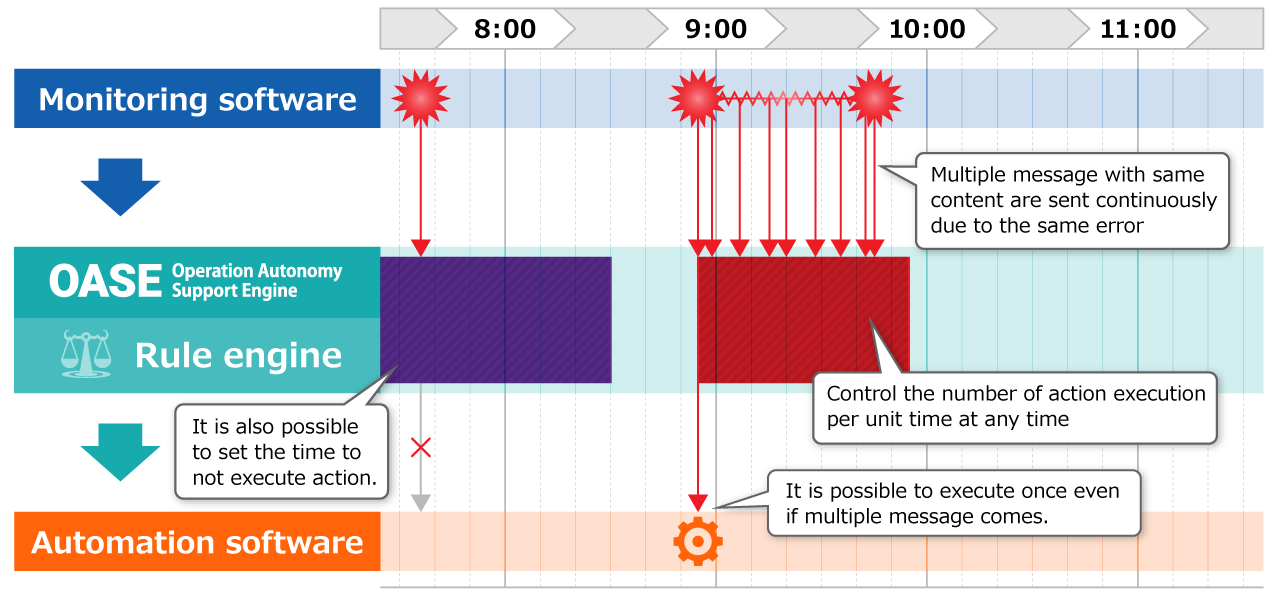 8:00
9:00
10:00
11:00
Monitoring software
Multiple message with same
content are sent continuously
due to the same error
OASE Operation Autonomy
Support Engine
Rule engine
Control the number of action execution
per unit time at any time
It is also possible
to set the time to
not execute action.
It is possible to execute once even
if multiple message comes.
Automation software